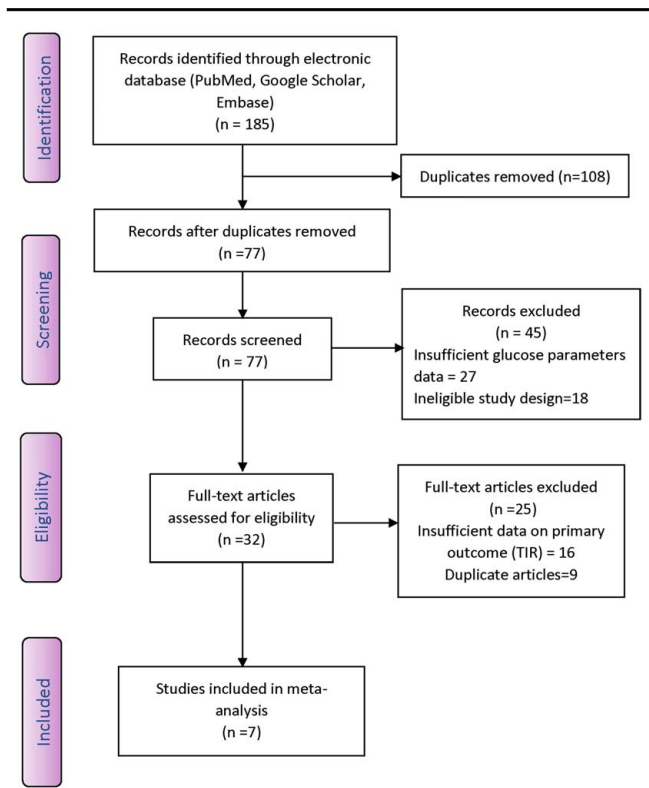 Identification
Records identified through electronic
database (PubMed, Google Scholar,
Embase)
(n = 185)
Duplicates removed (n=108)
Records after duplicates removed
(n =77)
Screening
Records screened
(n = 77)
Records excluded
(n = 45)
Insufficient glucose parameters
data = 27
Ineligible study design=18
Eligibility
Full-text articles
assessed for eligibility
(n =32)
Full-text articles excluded
(n =25)
Insufficient data on primary
outcome (TIR) = 16
Duplicate articles=9
Included
Studies included in meta-
analysis
(n =7)